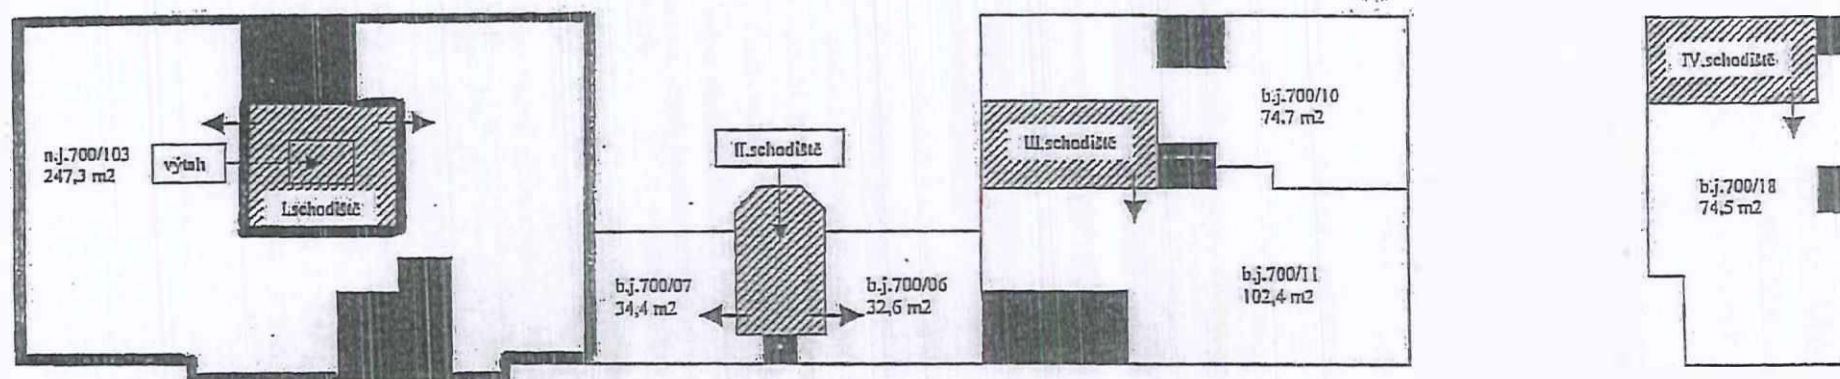 n.j.700/103
247,3 m2
výtah
I.schodiště
II.schodiště
b.j.700/07
34,4 m2
b.j.700/06
32,6 m2
III.schodiště
b.j.700/10
74,7 m2
b.j.700/11
102,4 m2
IV.schodiště
b.j.700/18
74,5 m2